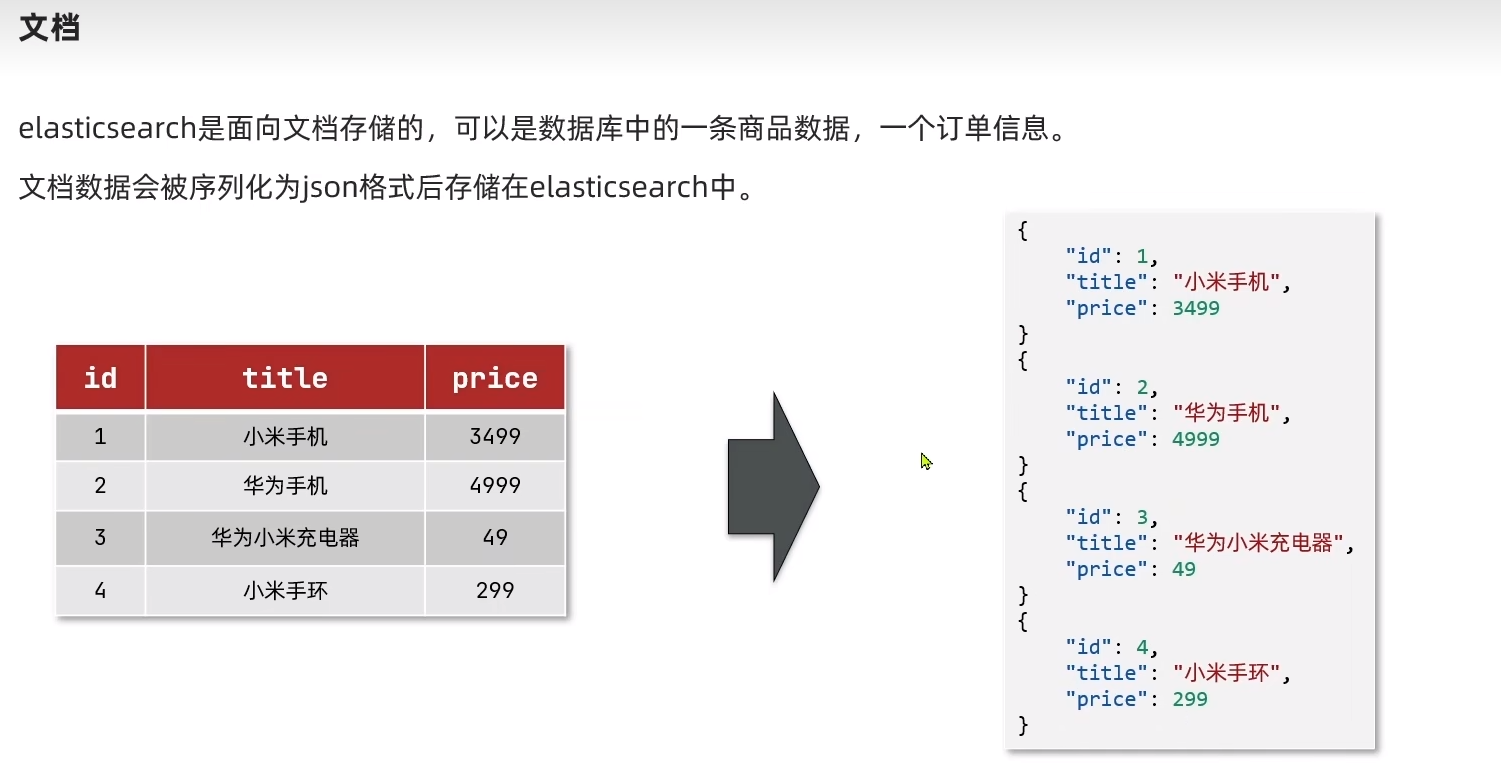 文档
elasticsearch是面向文档存储的，可以是数据库中的一条商品数据，一个订单信息。
文档数据会被序列化为json格式后存储在elasticsearch中。
id title price
1 小米手机 3499
2 华为手机 4999
3 华为小米充电器 49
4 小米手环 299
{
"id": 1,
"title": "小米手机",
"price": 3499
}
{
"id": 2,
"title": "华为手机",
"price": 4999
}
{
"id": 3,
"title": "华为小米充电器",
"price": 49
}
{
"id": 4,
"title": "小米手环",
"price": 299
}